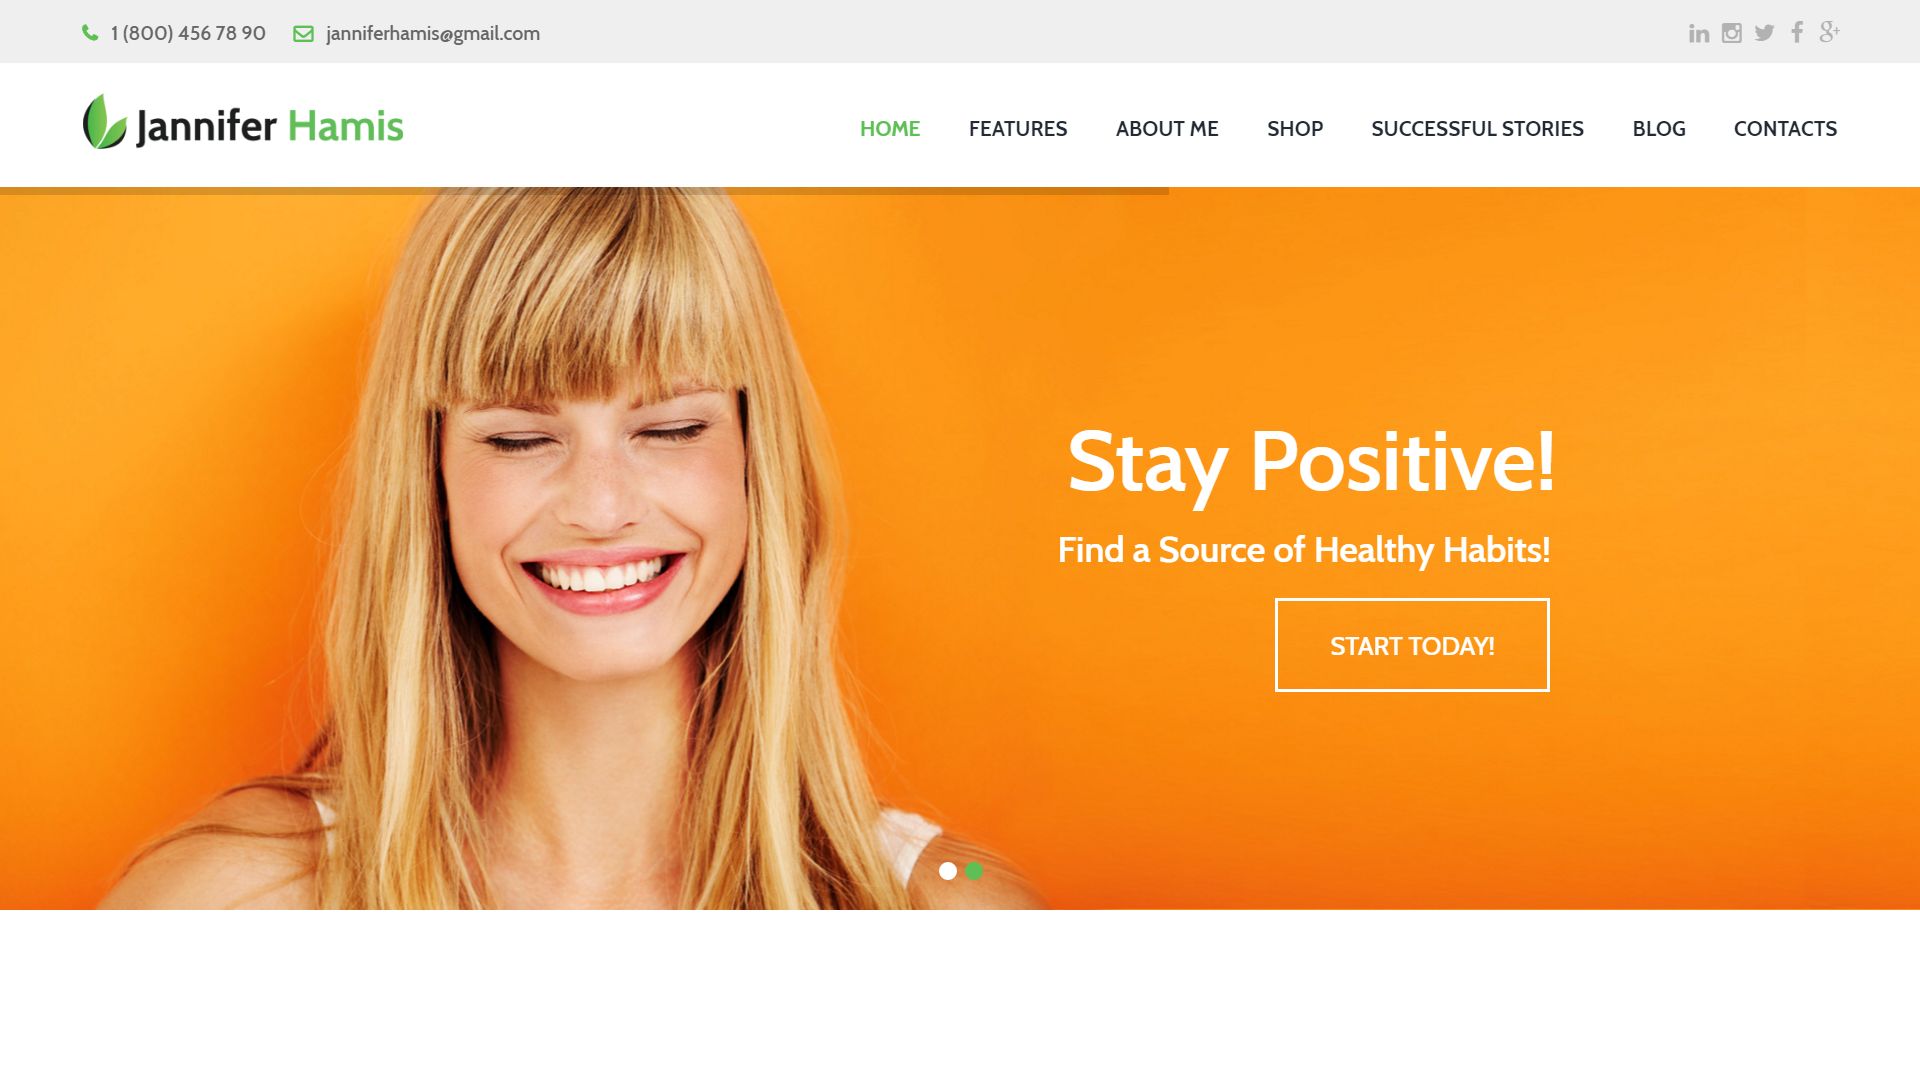 1 (800) 456 78 90 janniferhamis@gmail.com
Jannifer Hamis
HOME FEATURES ABOUT ME SHOP SUCCESSFUL STORIES BLOG CONTACTS
Stay Positive!
Find a Source of Healthy Habits!
START TODAY!